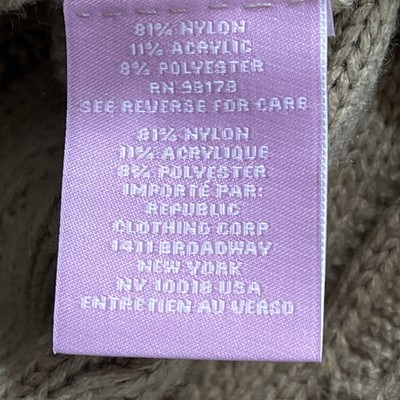 81% NYLON
11% ACRYLIC
8% POLYESTER
RN 98173
SEE REVERSE FOR CARE
81% NYLON
11% ACRYLIQUE
8% POLYESTER
IMPORTÉ PAR:
REPUBLIC
CLOTHING CORP
1411 BROADWAY
NEW YORK
NY 10018 USA
ENTRETIEN AU VERSO